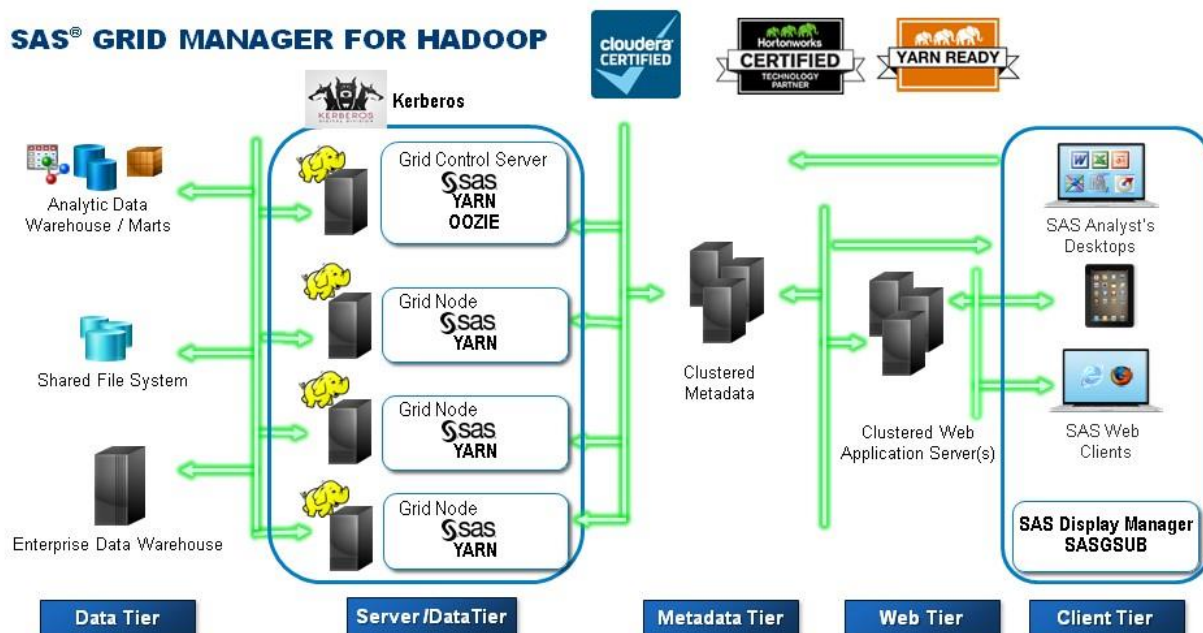 SAS® GRID MANAGER FOR HADOOP
cloudera
CERTIFIED
Hortonworks
CERTIFIED
TECHNOLOGY
PARTNER
YARN READY
KERBEROS
Kerberos
Analytic Data
Warehouse / Marts
Shared File System
Enterprise Data Warehouse
Grid Control Server
sas
YARN
OOZIE
Grid Node
sas
YARN
Grid Node
sas
YARN
Grid Node
sas
YARN
Clustered
Metadata
Clustered Web
Application Server(s)
SAS Analyst's
Desktops
SAS Web
Clients
SAS Display Manager
SASGSUB
Data Tier
Server/DataTier
Metadata Tier
Web Tier
Client Tier